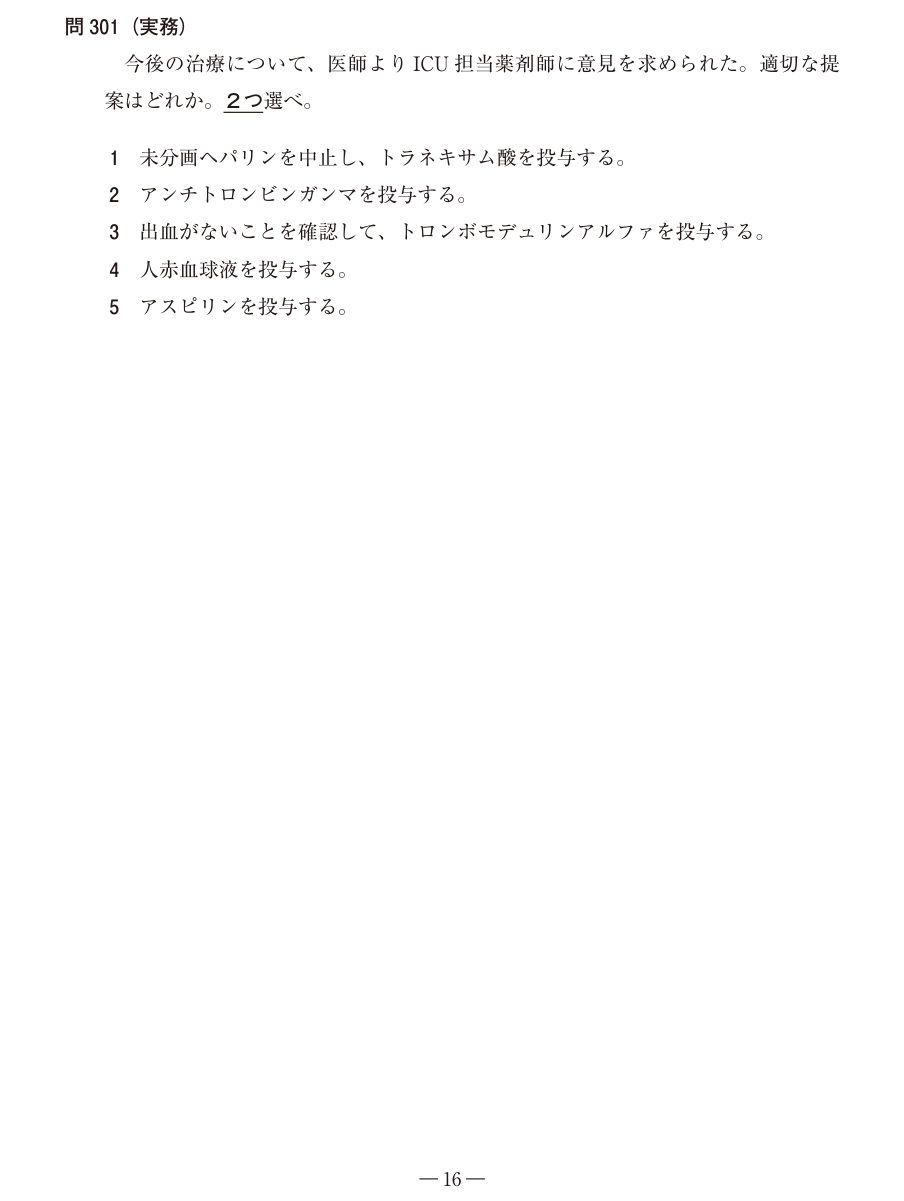 問 301（実務）
今後の治療について、医師より ICU 担当薬剤師に意見を求められた。適切な提
案はどれか。２つ選べ。
1 未分画ヘパリンを中止し、トラネキサム酸を投与する。
2 アンチトロンビンガンマを投与する。
3 出血がないことを確認して、トロンボモデュリンアルファを投与する。
4 人赤血球液を投与する。
5 アスピリンを投与する。
― 16 ―